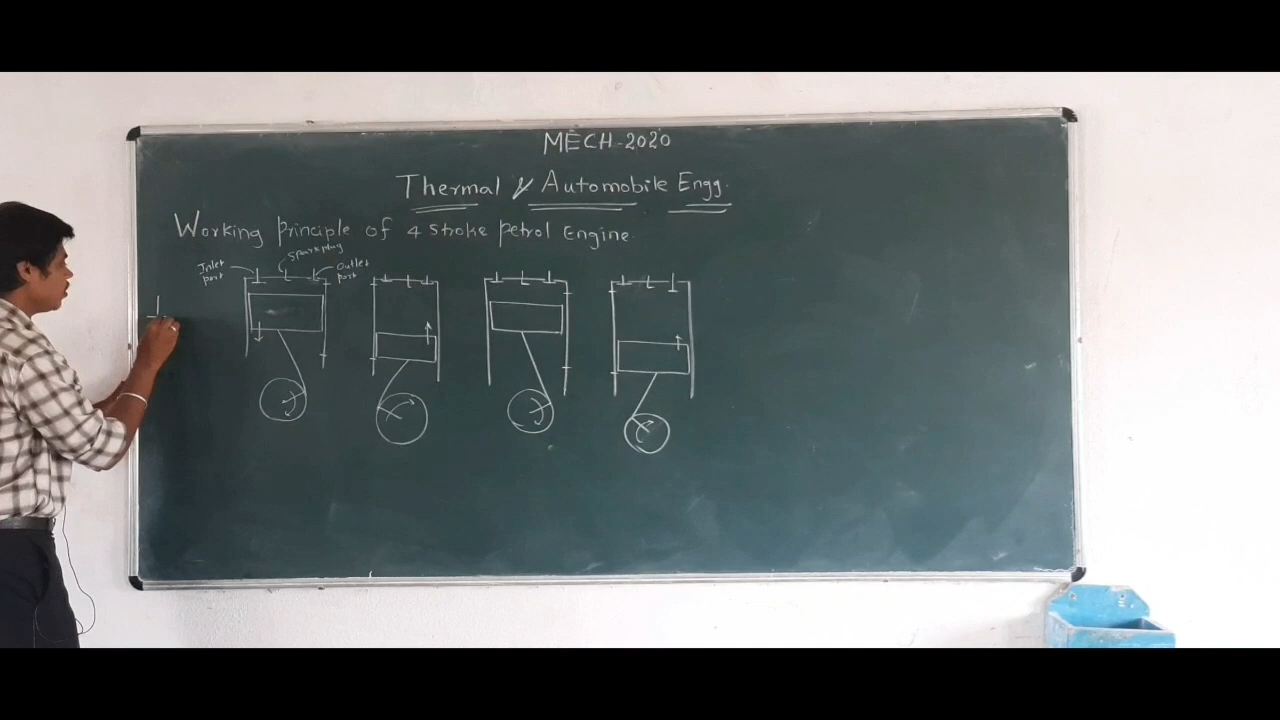 MECH-2020
Thermal & Automobile Engg.
Working principle of 4 stroke petrol Engine.
Inlet port
Spark plug
Outlet port